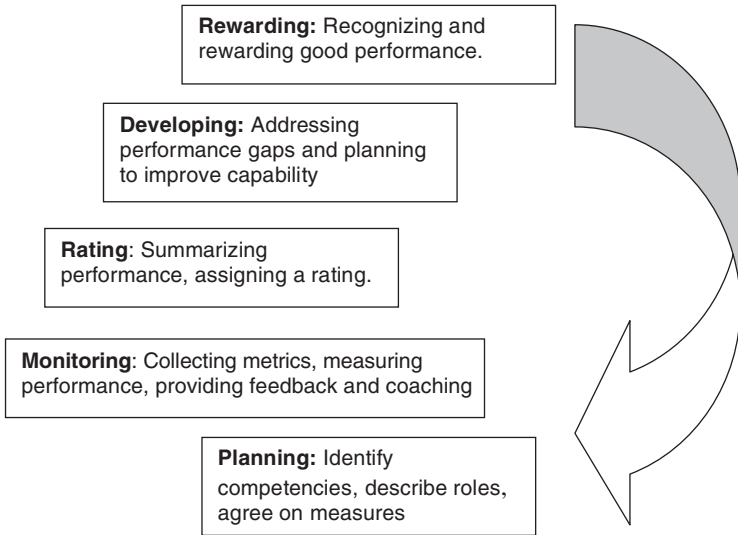 Rewarding: Recognizing and
rewarding good performance.
Developing: Addressing
performance gaps and planning
to improve capability
Rating: Summarizing
performance, assigning a rating.
Monitoring: Collecting metrics, measuring
performance, providing feedback and coaching
Planning: Identify
competencies, describe roles,
agree on measures